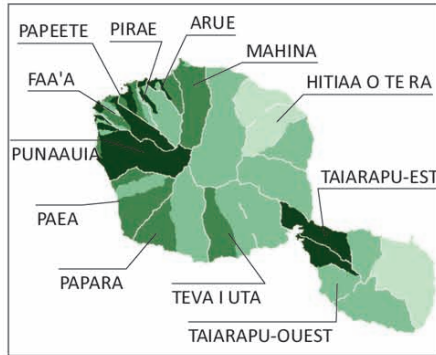 PAPEETE
PIRAE
ARUE
MAHINA
FAA'A
HITIAA O TE RA
PUNAAUIA
TAIARAPU-EST
PAEA
PAPARA
TEVA I UTA
TAIARAPU-OUEST